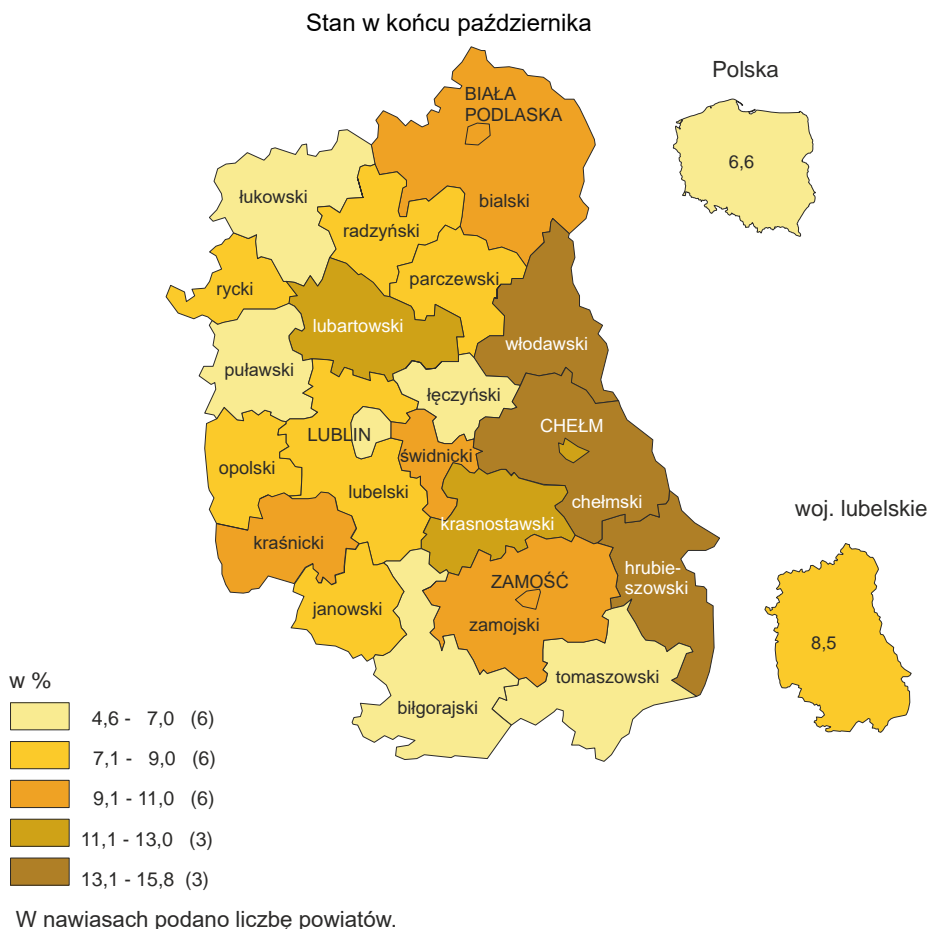 Stan w końcu października
Polska
BIAŁA
PODLASKA
6,6
łukowski
bialski
radzyński
parczewski
rycki
lubartowski
włodawski
puławski
łęczyński
CHEŁM
LUBLIN
świdnicki
opolski
lubelski
chełmski
woj. lubelskie
krasnostawski
kraśnicki
hrubie-
szowski
ZAMOŚĆ
janowski
zamojski
8,5
tomaszowski
w %
biłgorajski
4,6 - 7,0 (6)
7,1 - 9,0 (6)
9,1 - 11,0 (6)
11,1 - 13,0 (3)
13,1 - 15,8 (3)
W nawiasach podano liczbę powiatów.